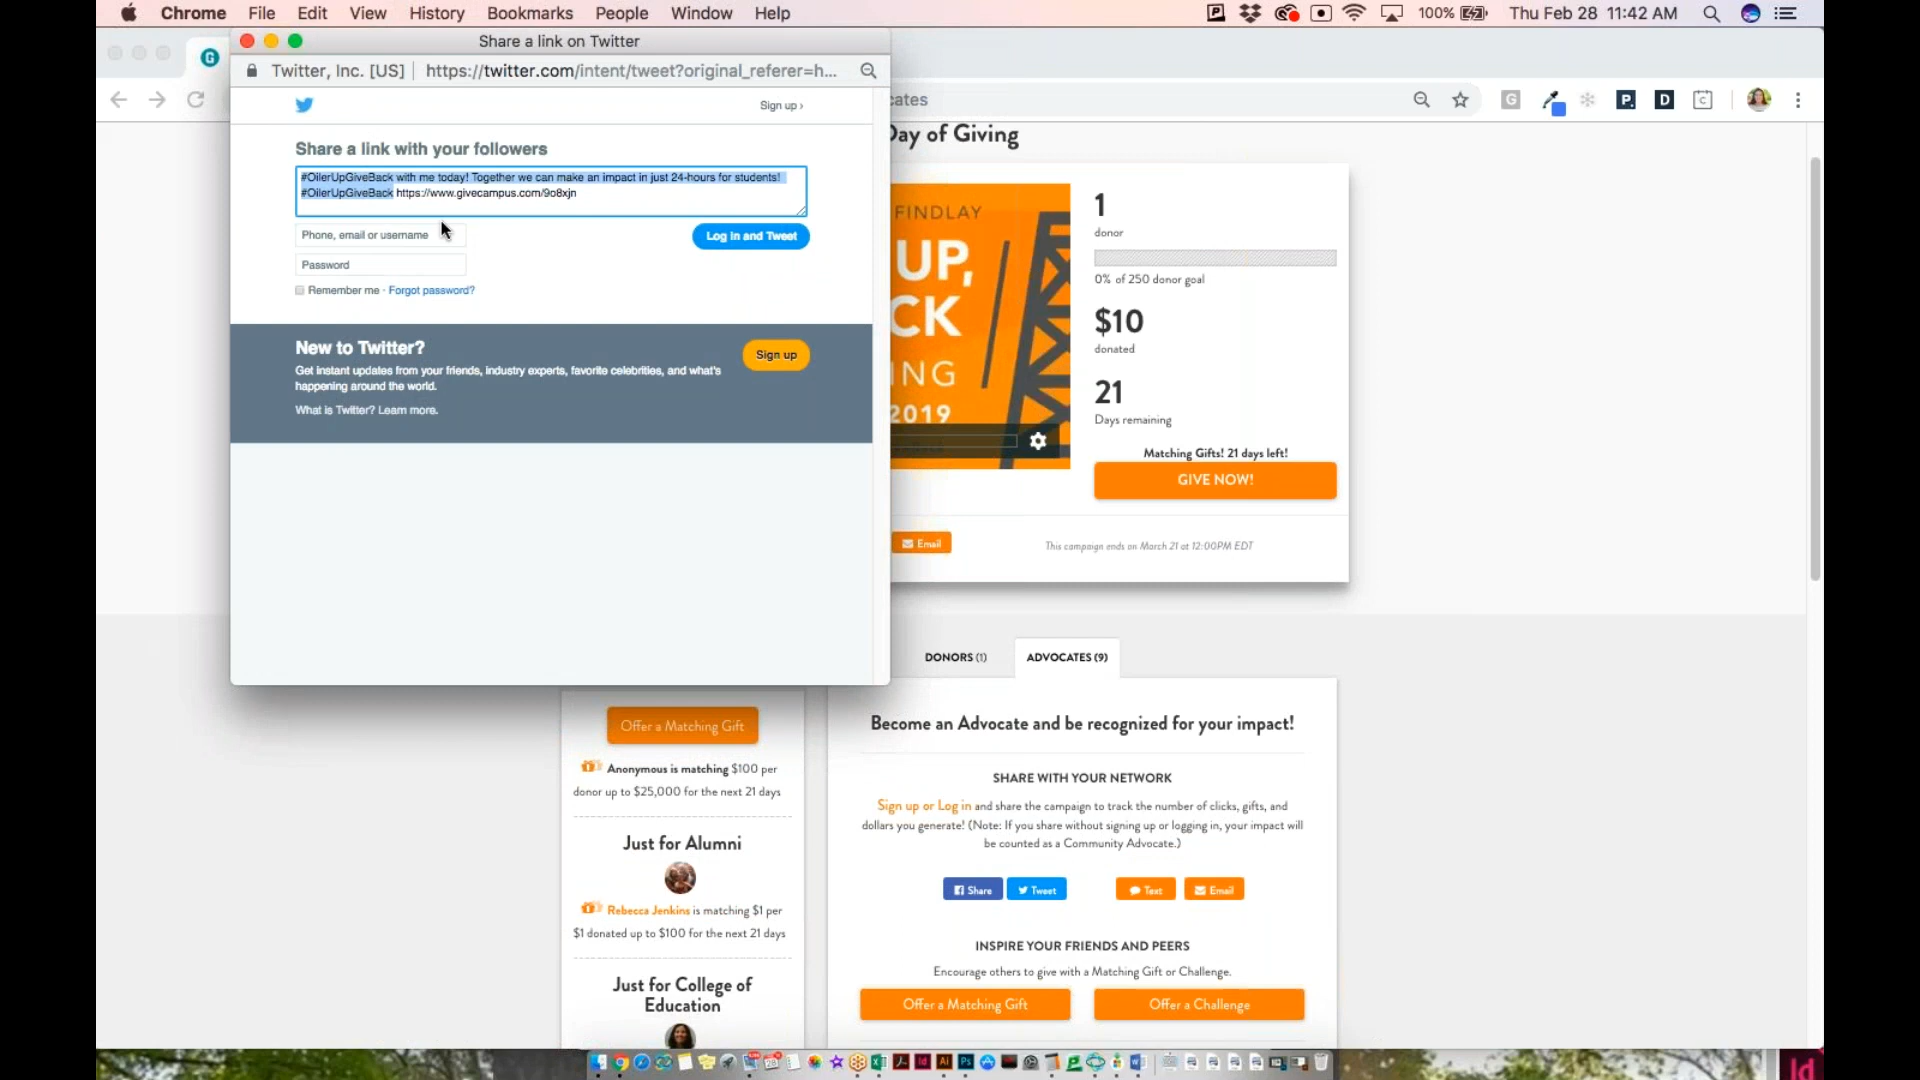 Chrome File Edit View History Bookmarks People Window Help
100% Thu Feb 28 11:42 AM
Share a link on Twitter
Twitter, Inc. [US] https://twitter.com/intent/tweet?original_referer=h...
Sign up ›
Share a link with your followers
#OilerUpGiveBack with me today! Together we can make an impact in just 24-hours for students!
#OilerUpGiveBack https://www.givecampus.com/9o8xjn
Phone, email or username
Log in and Tweet
Password
Remember me · Forgot password?
New to Twitter?
Sign up
Get instant updates from your friends, industry experts, favorite celebrities, and what's
happening around the world.
What is Twitter? Learn more.
cates
Day of Giving
FINDLAY
UP,
CK
ING
2019
1
donor
0% of 250 donor goal
$10
donated
21
Days remaining
Matching Gifts! 21 days left!
GIVE NOW!
Email
This campaign ends on March 21 at 12:00PM EDT
DONORS (1)
ADVOCATES (9)
Offer a Matching Gift
Anonymous is matching $100 per
donor up to $25,000 for the next 21 days
Just for Alumni
Rebecca Jenkins is matching $1 per
$1 donated up to $100 for the next 21 days
Just for College of
Education
Become an Advocate and be recognized for your impact!
SHARE WITH YOUR NETWORK
Sign up or Log in and share the campaign to track the number of clicks, gifts, and
dollars you generate! (Note: If you share without signing up or logging in, your impact will
be counted as a Community Advocate.)
Share
Tweet
Text
Email
INSPIRE YOUR FRIENDS AND PEERS
Encourage others to give with a Matching Gift or Challenge.
Offer a Matching Gift
Offer a Challenge
Id